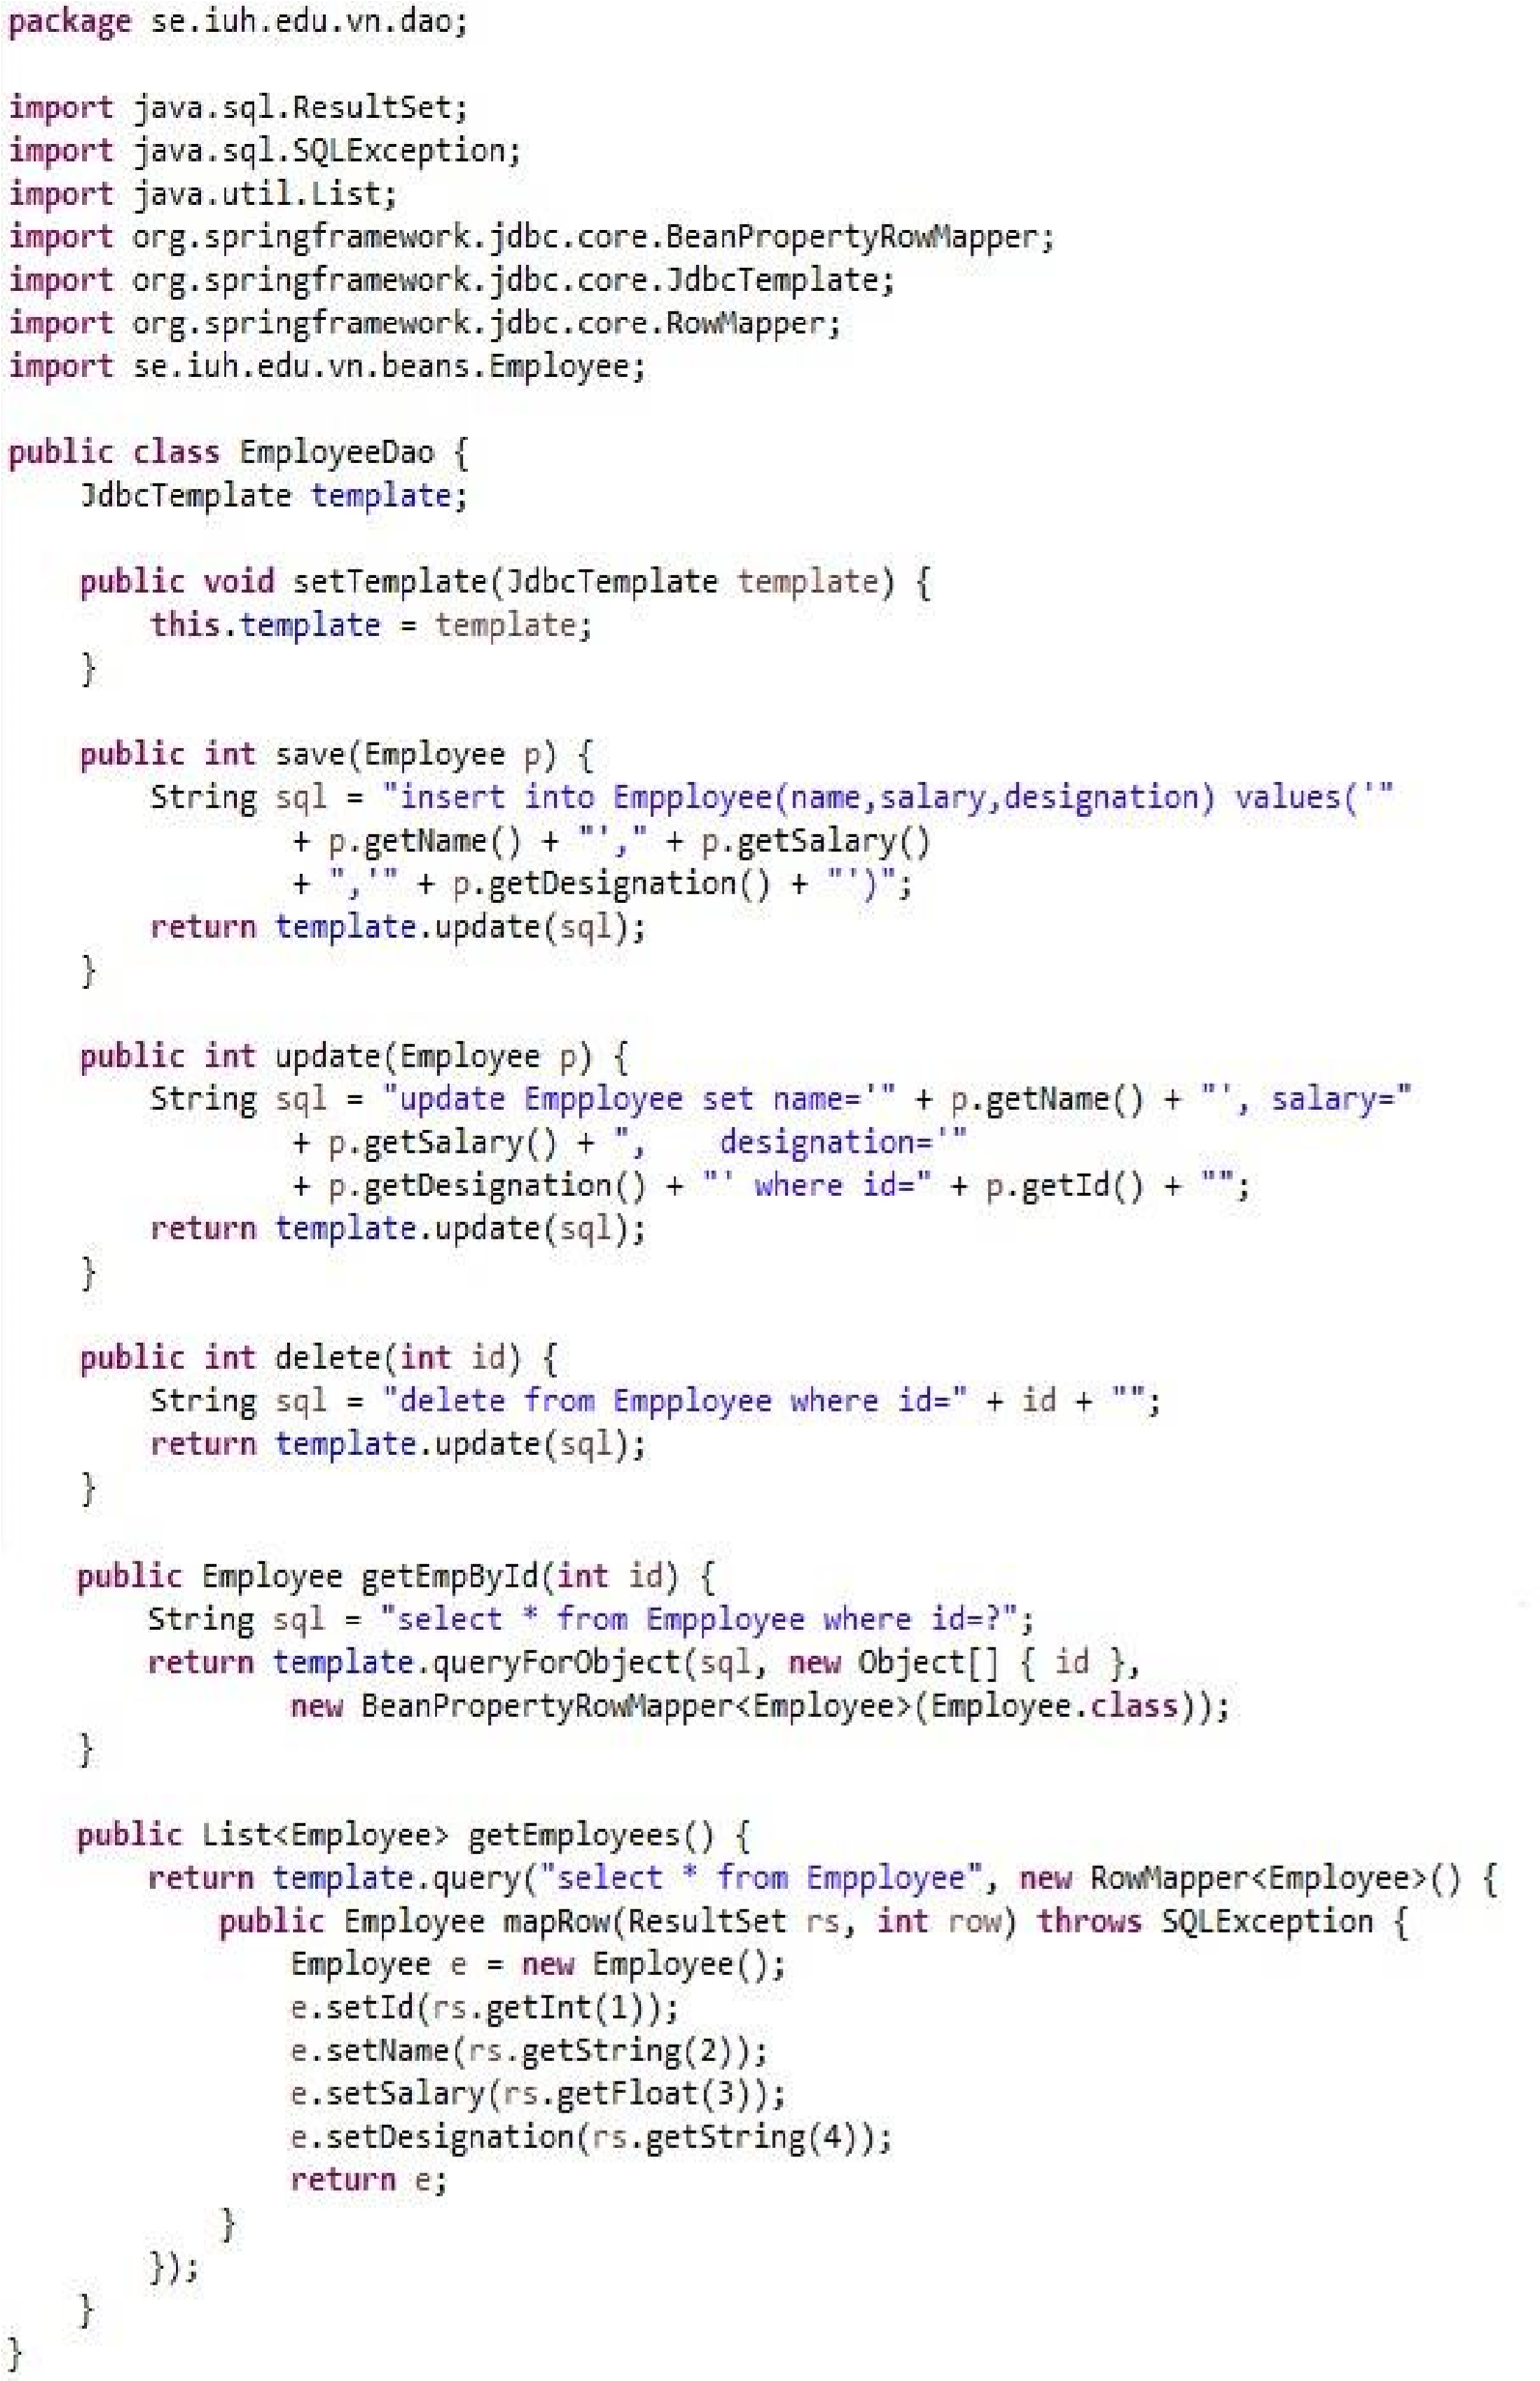 package se.iuh.edu.vn.dao;
import java.sql.ResultSet;
import java.sql.SQLException;
import java.util.List;
import org.springframework.jdbc.core.BeanPropertyRowMapper;
import org.springframework.jdbc.core.JdbcTemplate;
import org.springframework.jdbc.core.RowMapper;
import se.iuh.edu.vn.beans.Employee;
public class EmployeeDao {
JdbcTemplate template;
public void setTemplate(JdbcTemplate template) {
this.template = template;
}
public int save(Employee p) {
String sql = "insert into Empployee(name,salary,designation) values('"
+ p.getName() + "'," + p.getSalary()
+ ",'" + p.getDesignation() + "')";
return template.update(sql);
}
public int update(Employee p) {
String sql = "update Empployee set name='" + p.getName() + "', salary="
+ p.getSalary() + ",    designation='"
+ p.getDesignation() + "' where id=" + p.getId() + "";
return template.update(sql);
}
public int delete(int id) {
String sql = "delete from Empployee where id=" + id + "";
return template.update(sql);
}
public Employee getEmpById(int id) {
String sql = "select * from Empployee where id=?";
return template.queryForObject(sql, new Object[] { id },
new BeanPropertyRowMapper<Employee>(Employee.class));
}
public List<Employee> getEmployees() {
return template.query("select * from Empployee", new RowMapper<Employee>() {
public Employee mapRow(ResultSet rs, int row) throws SQLException {
Employee e = new Employee();
e.setId(rs.getInt(1));
e.setName(rs.getString(2));
e.setSalary(rs.getFloat(3));
e.setDesignation(rs.getString(4));
return e;
}
});
}
}